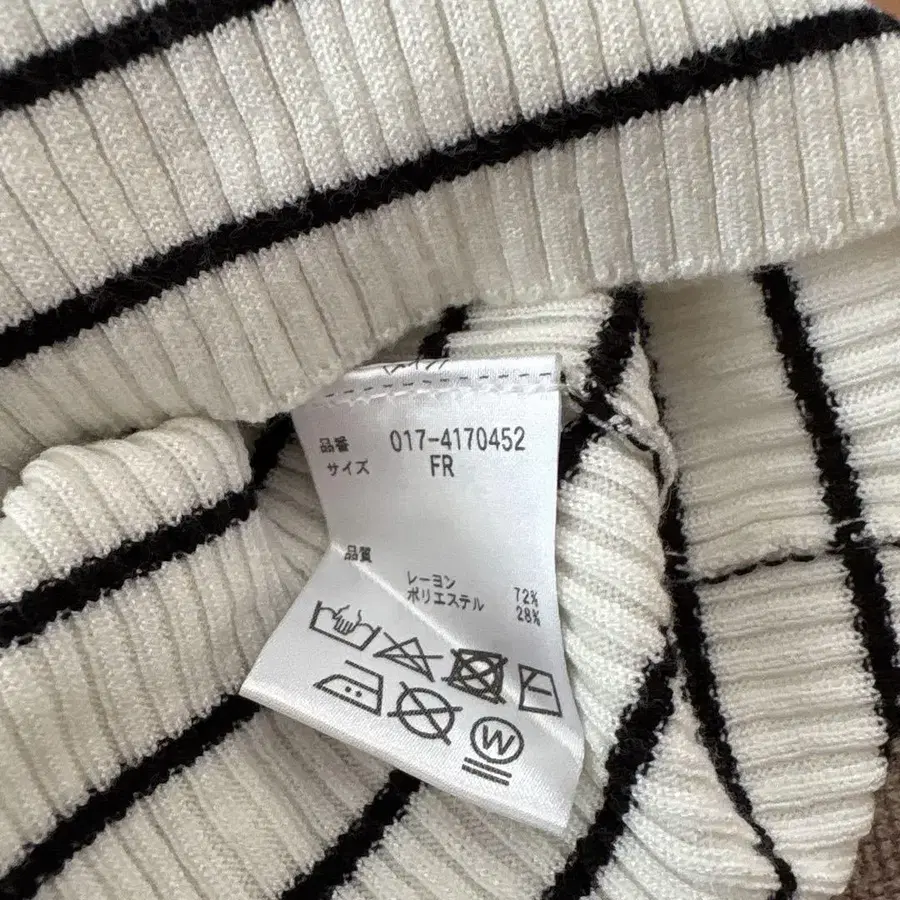 品番 017-4170452
サイズ FR
品質
レーヨン 72%
ポリエステル 28%
W